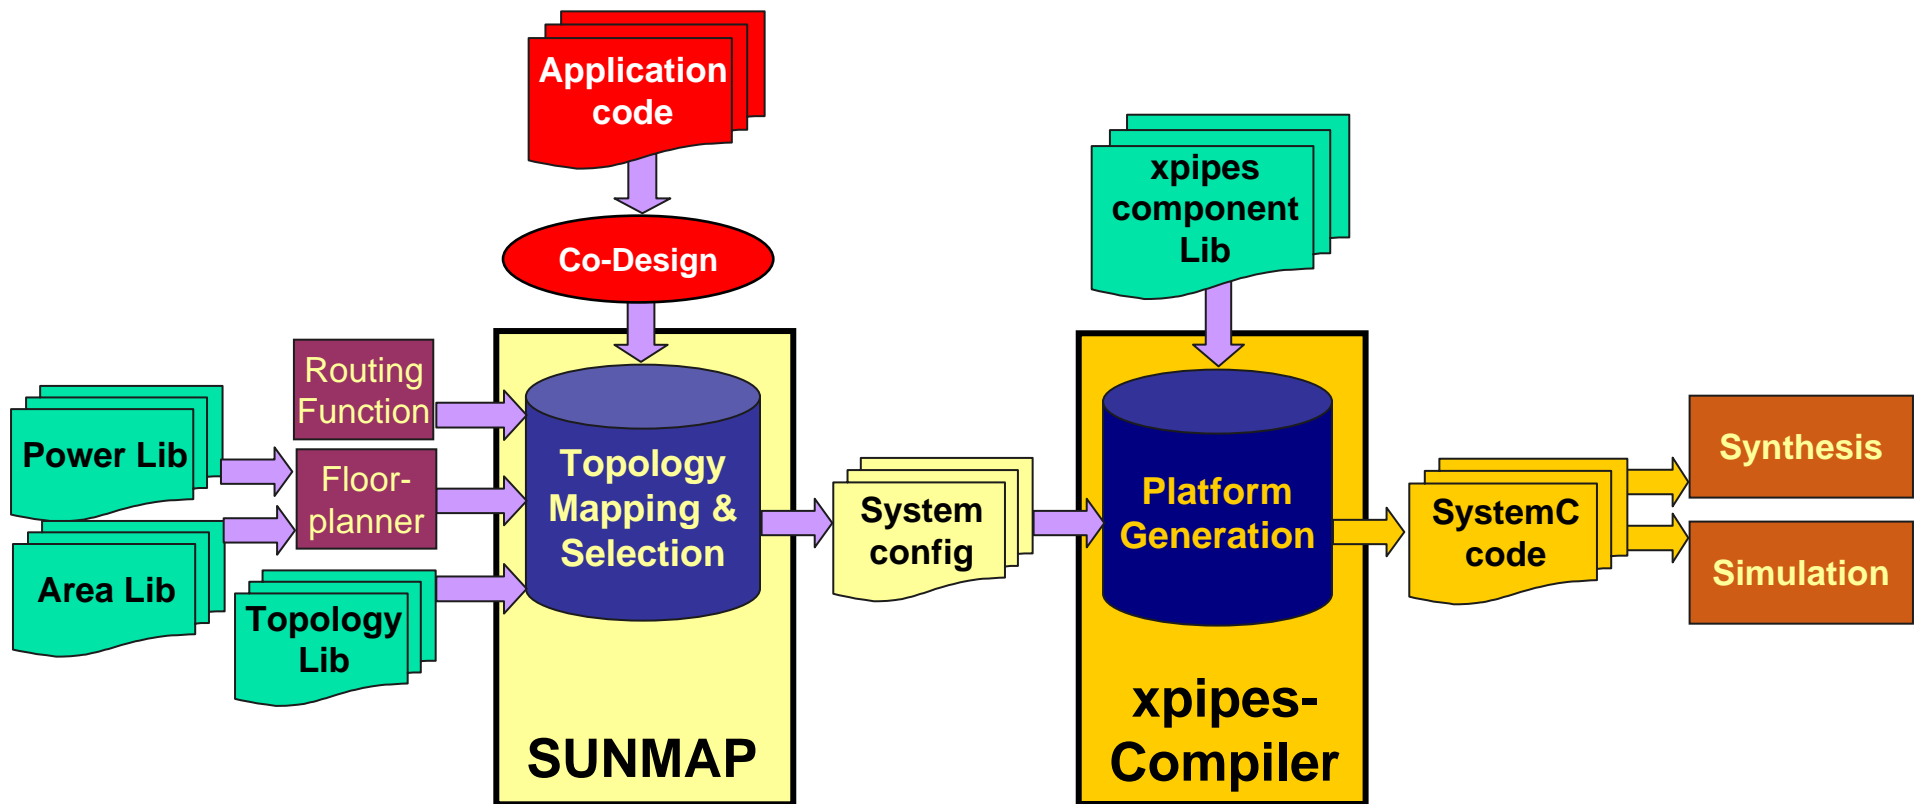 Application
code
xpipes
component
Lib
Co-Design
Routing
Function
Power Lib
Floor-
planner
Area Lib
Topology
Lib
Topology
Mapping &
Selection
SUNMAP
System
config
Platform
Generation
xpipes-
Compiler
SystemC
code
Synthesis
Simulation